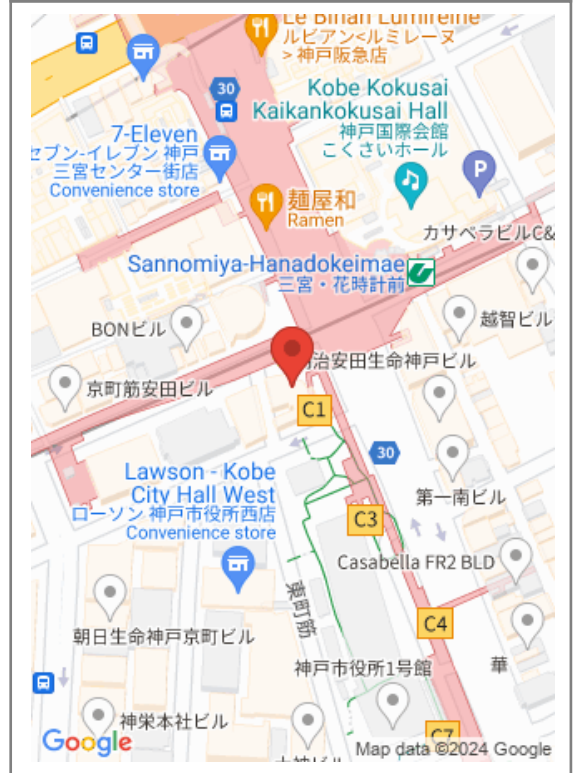 Le Binan Lumireine
ルビアン<ルミレーヌ
> 神戸阪急店
30
Kobe Kokusai
Kaikankokusai Hall
神戸国際会館
こくさいホール
7-Eleven
セブン-イレブン 神戸
三宮センター街店
Convenience store
P
麺屋和
Ramen
カサベラビルC&
Sannomiya-Hanadokeimae
三宮・花時計前
越智ビル
BONビル
治安田生命神戸ビル
京町筋安田ビル
C1
30
Lawson - Kobe
City Hall West
ローソン 神戸市役所西店
Convenience store
第一南ビル
C3
Casabella FR2 BLD
東町筋
C4
朝日生命神戸京町ビル
神戸市役所1号館
華
神栄本社ビル
C7
Google
Map data ©2024 Google